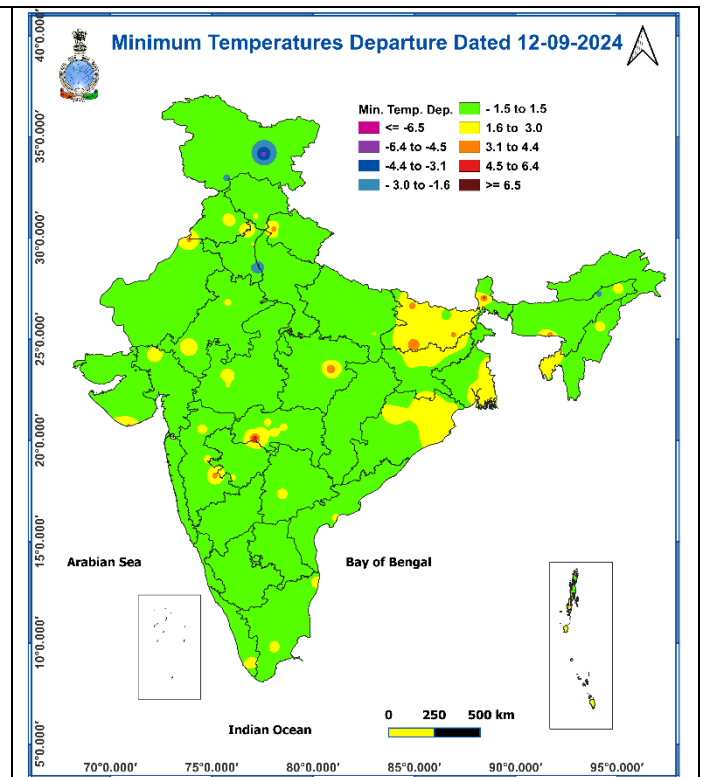 Minimum Temperatures Departure Dated 12-09-2024
Min. Temp. Dep.
<= -6.5
-6.4 to -4.5
-4.4 to -3.1
- 3.0 to -1.6
- 1.5 to 1.5
1.6 to 3.0
3.1 to 4.4
4.5 to 6.4
>= 6.5
40°0.000'
35°0.000'
30°0.000'
25°0.000'
20°0.000'
15°0.000'
10°0.000'
5°0.000'
Arabian Sea
Bay of Bengal
Indian Ocean
0 250 500 km
70°0.000' 75°0.000' 80°0.000' 85°0.000' 90°0.000' 95°0.000'